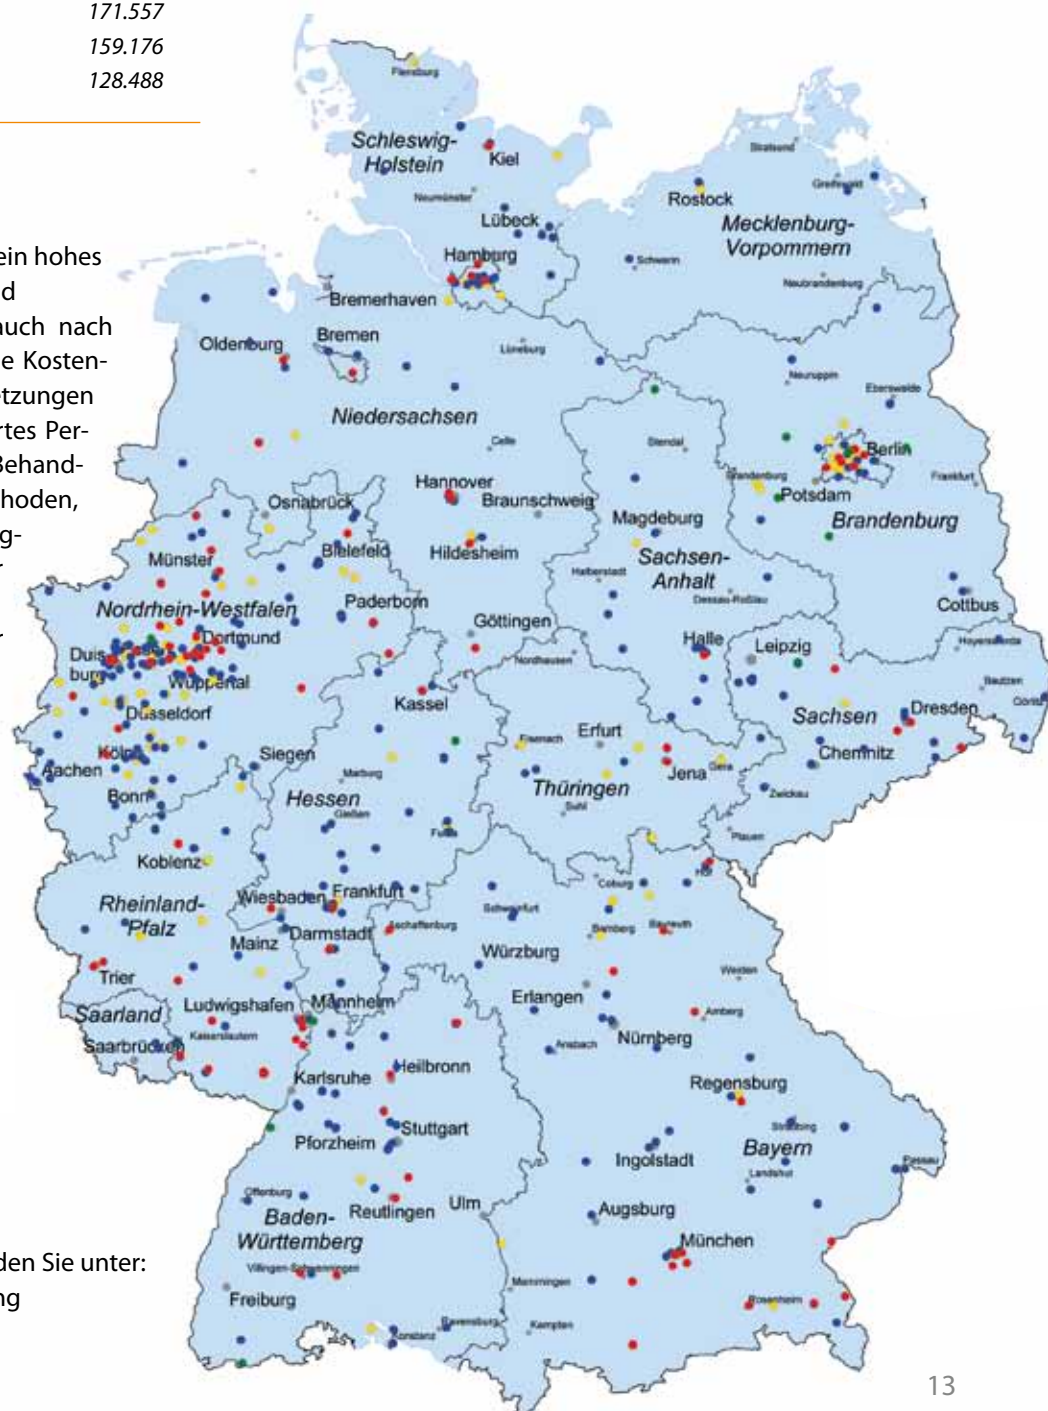 171.557
159.176
128.488
ein hohes
d
auch nach
e Kosten-
etzungen
rtes Per-
Behand-
hoden,
g-
r
r
den Sie unter:
ng
Flensburg
Schleswig-
Holstein
Kiel
Neumünster
Lübeck
Hamburg
Stralsund
Greifswald
Rostock
Mecklenburg-
Vorpommern
Schwerin
Neubrandenburg
Bremerhaven
Bremen
Oldenburg
Lüneburg
Niedersachsen
Celle
Hannover
Braunschweig
Osnabrück
Hildesheim
Göttingen
Neuruppin
Eberswalde
Stendal
Berlin
Brandenburg
Frankfurt
Potsdam
Brandenburg
Magdeburg
Sachsen-
Anhalt
Halberstadt
Dessau-Roßlau
Cottbus
Münster
Bielefeld
Nordrhein-Westfalen
Paderborn
Dortmund
Duis
burg
Wuppertal
Düsseldorf
Köln
Aachen
Bonn
Siegen
Halle
Leipzig
Hoyerswerda
Bautzen
Görlitz
Nordhausen
Kassel
Sachsen
Dresden
Chemnitz
Erfurt
Eisenach
Jena
Gera
Thüringen
Suhl
Zwickau
Plauen
Marburg
Hessen
Gießen
Fulda
Koblenz
Rheinland-
Pfalz
Wiesbaden
Frankfurt
Mainz
Darmstadt
Aschaffenburg
Trier
Saarland
Saarbrücken
Ludwigshafen
Mannheim
Kaiserslautern
Coburg
Hof
Schweinfurt
Bamberg
Bayreuth
Würzburg
Weiden
Erlangen
Amberg
Nürnberg
Ansbach
Heilbronn
Karlsruhe
Regensburg
Straubing
Stuttgart
Pforzheim
Ingolstadt
Bayern
Landshut
Passau
Offenburg
Reutlingen
Ulm
Augsburg
Baden-
Württemberg
München
Villingen-Schwenningen
Freiburg
Memmingen
Rosenheim
Ravensburg
Kempten
Konstanz
13